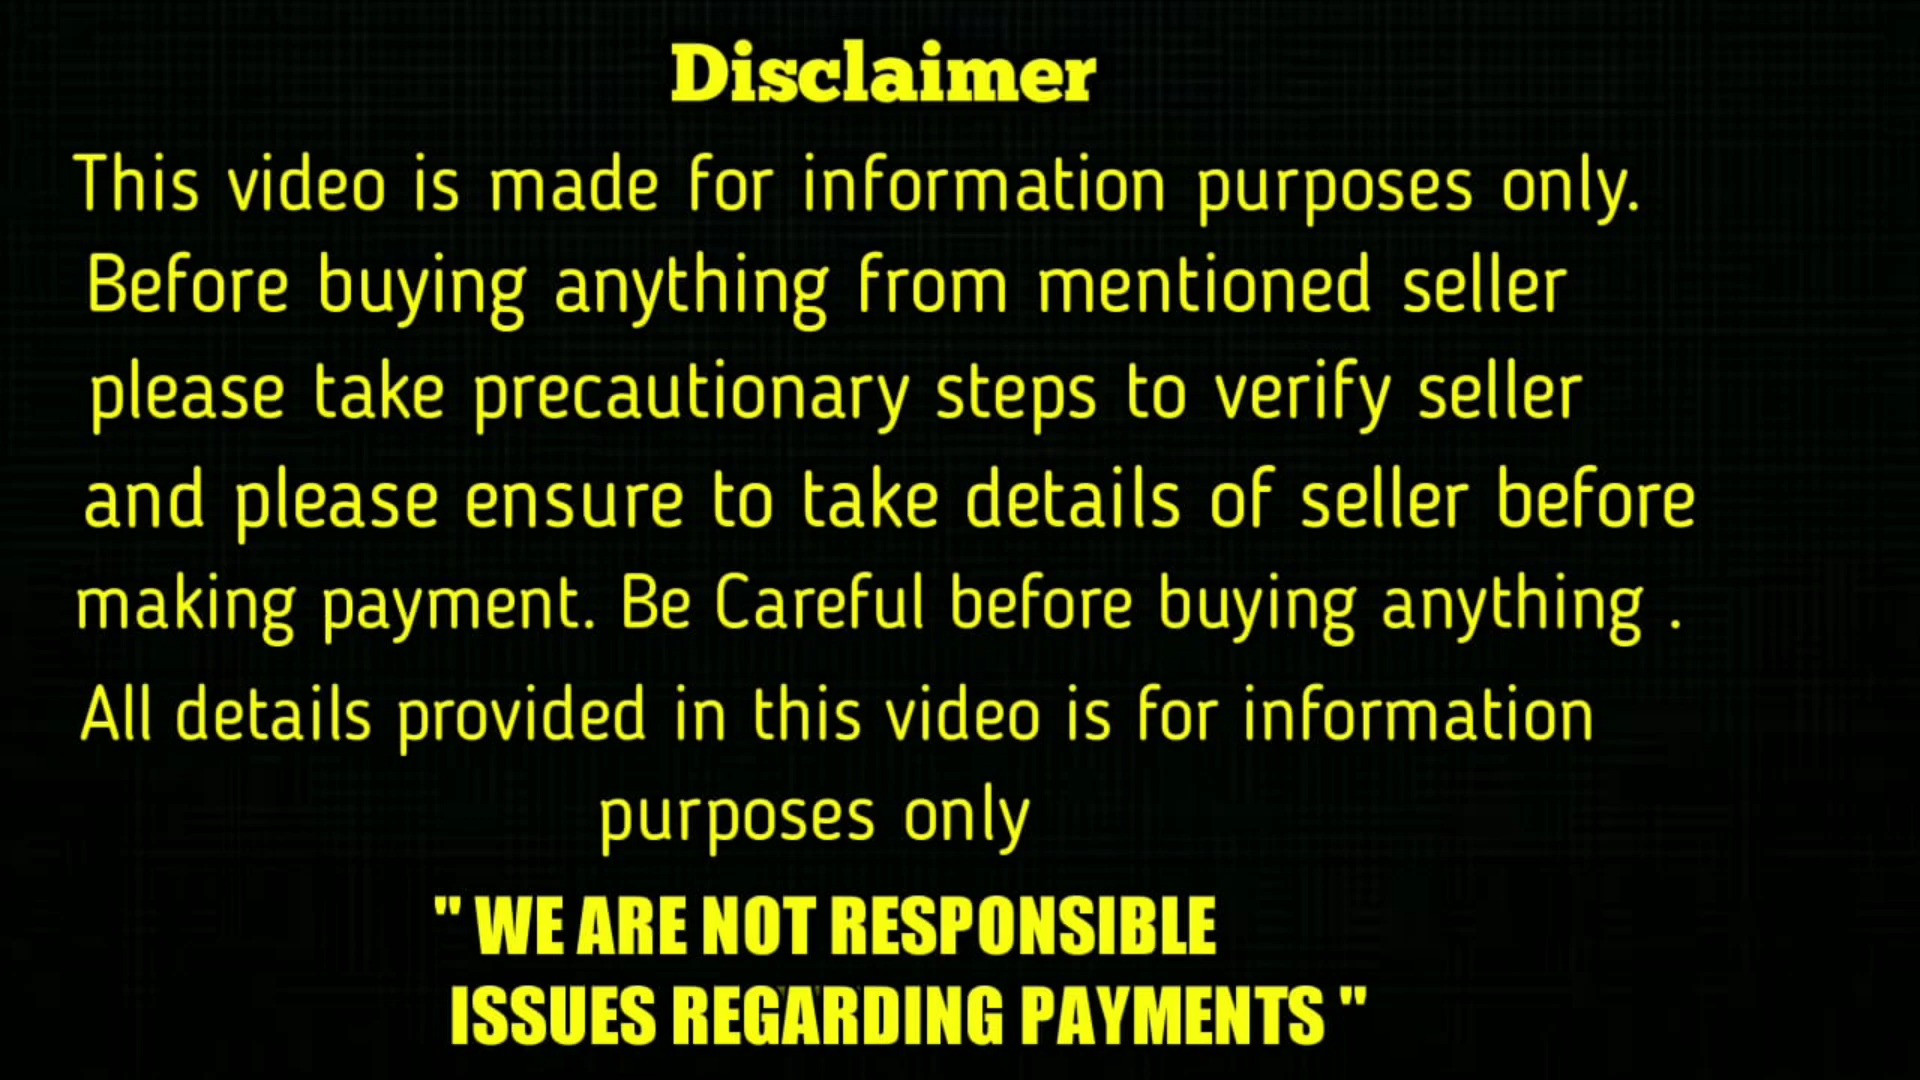 Disclaimer
This video is made for information purposes only.
Before buying anything from mentioned seller
please take precautionary steps to verify seller
and please ensure to take details of seller before
making payment. Be Careful before buying anything .
All details provided in this video is for information
purposes only
" WE ARE NOT RESPONSIBLE
ISSUES REGARDING PAYMENTS "